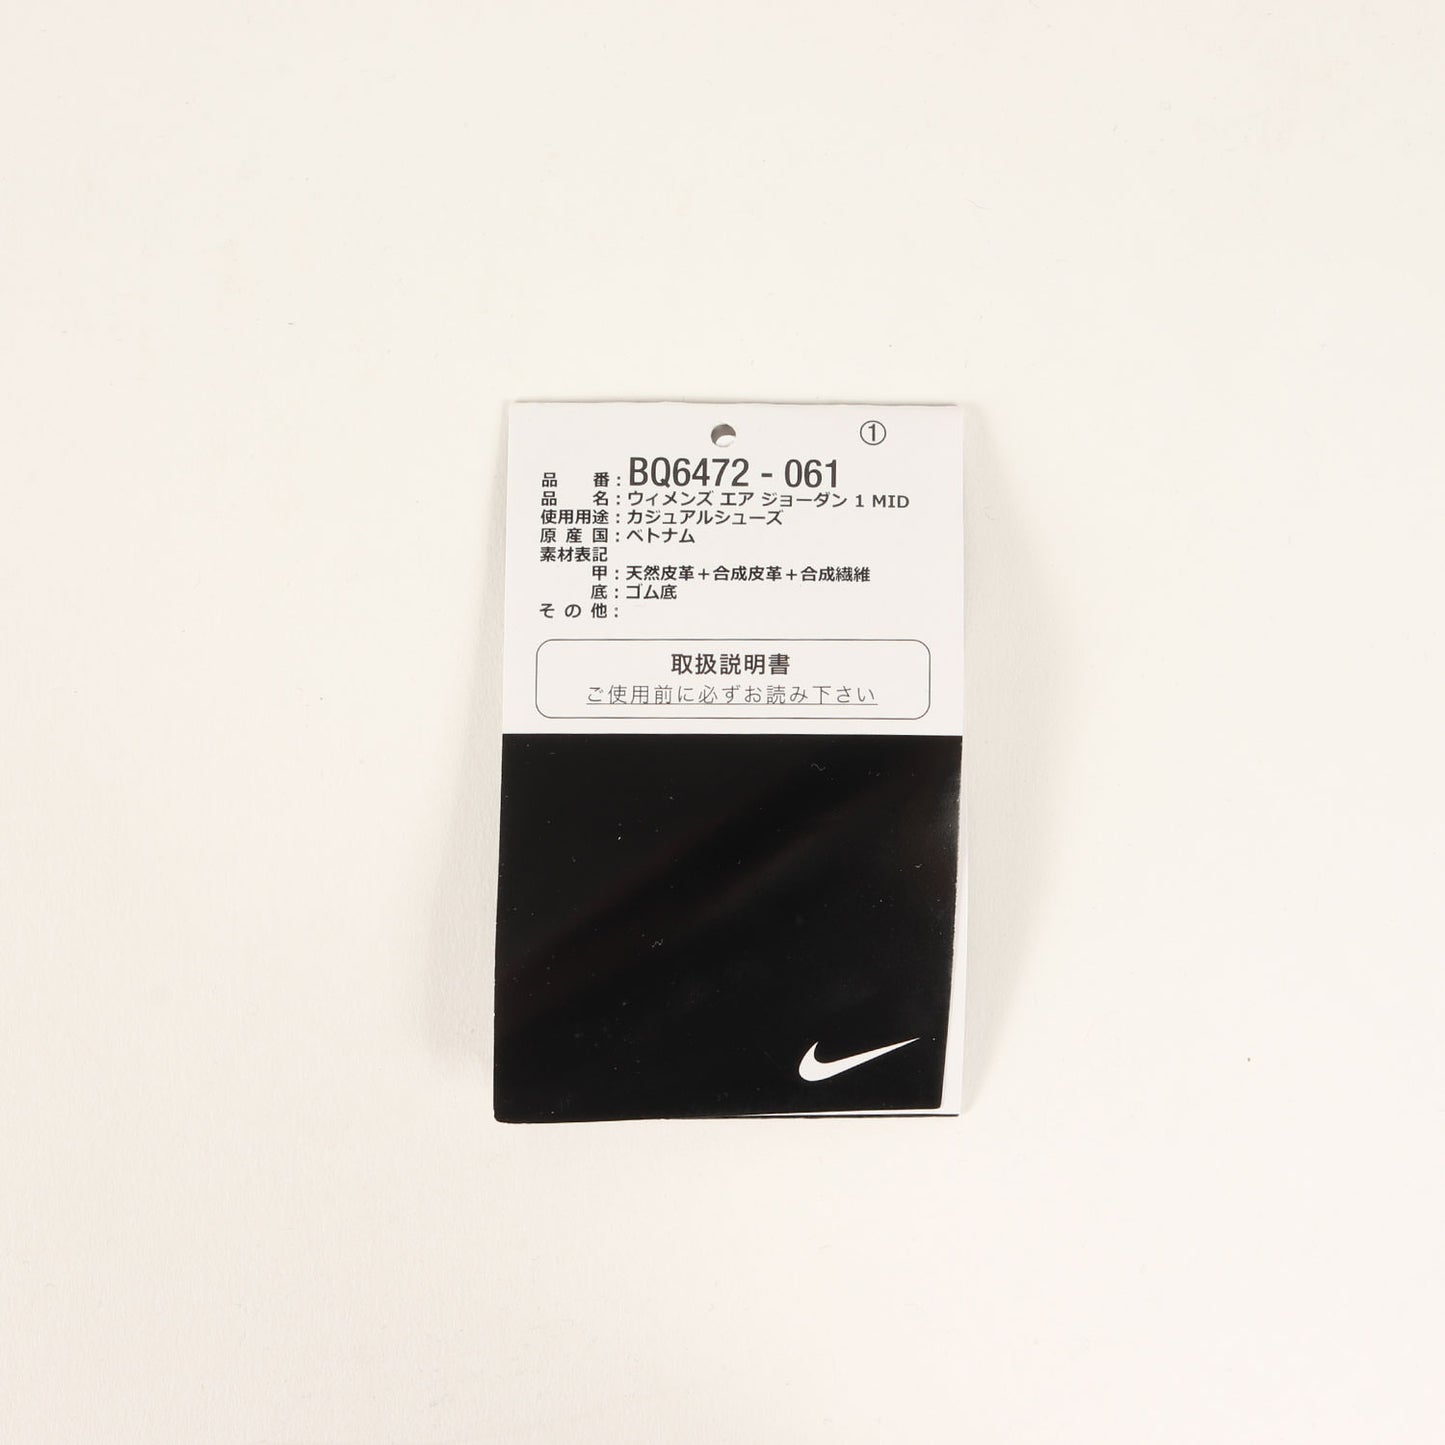 ①
品 番 : BQ6472 - 061
品 名 : ウィメンズ エア ジョーダン 1 MID
使用用途 : カジュアルシューズ
原 産 国 : ベトナム
素材表記
甲 : 天然皮革＋合成皮革＋合成繊維
底 : ゴム底
そ の 他 :
取扱説明書
ご使用前に必ずお読み下さい